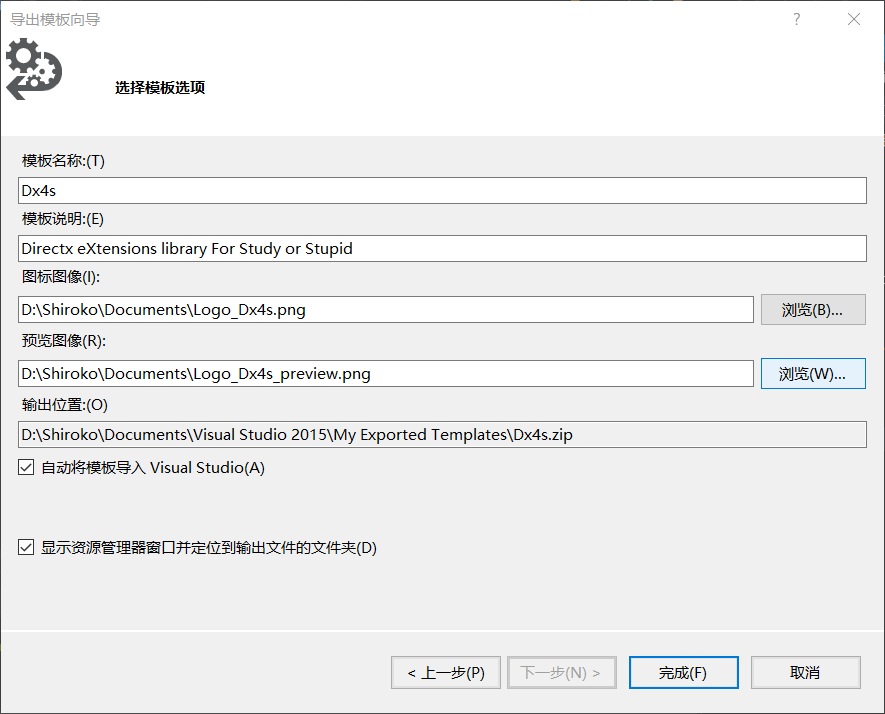 导出模板向导
?
选择模板选项
模板名称:(T)
Dx4s
模板说明:(E)
Directx eXtensions library For Study or Stupid
图标图像(I):
D:\Shiroko\Documents\Logo_Dx4s.png
浏览(B)...
预览图像(R):
D:\Shiroko\Documents\Logo_Dx4s_preview.png
浏览(W)...
输出位置:(O)
D:\Shiroko\Documents\Visual Studio 2015\My Exported Templates\Dx4s.zip
自动将模板导入 Visual Studio(A)
显示资源管理器窗口并定位到输出文件的文件夹(D)
< 上一步(P)
下一步(N) >
完成(F)
取消